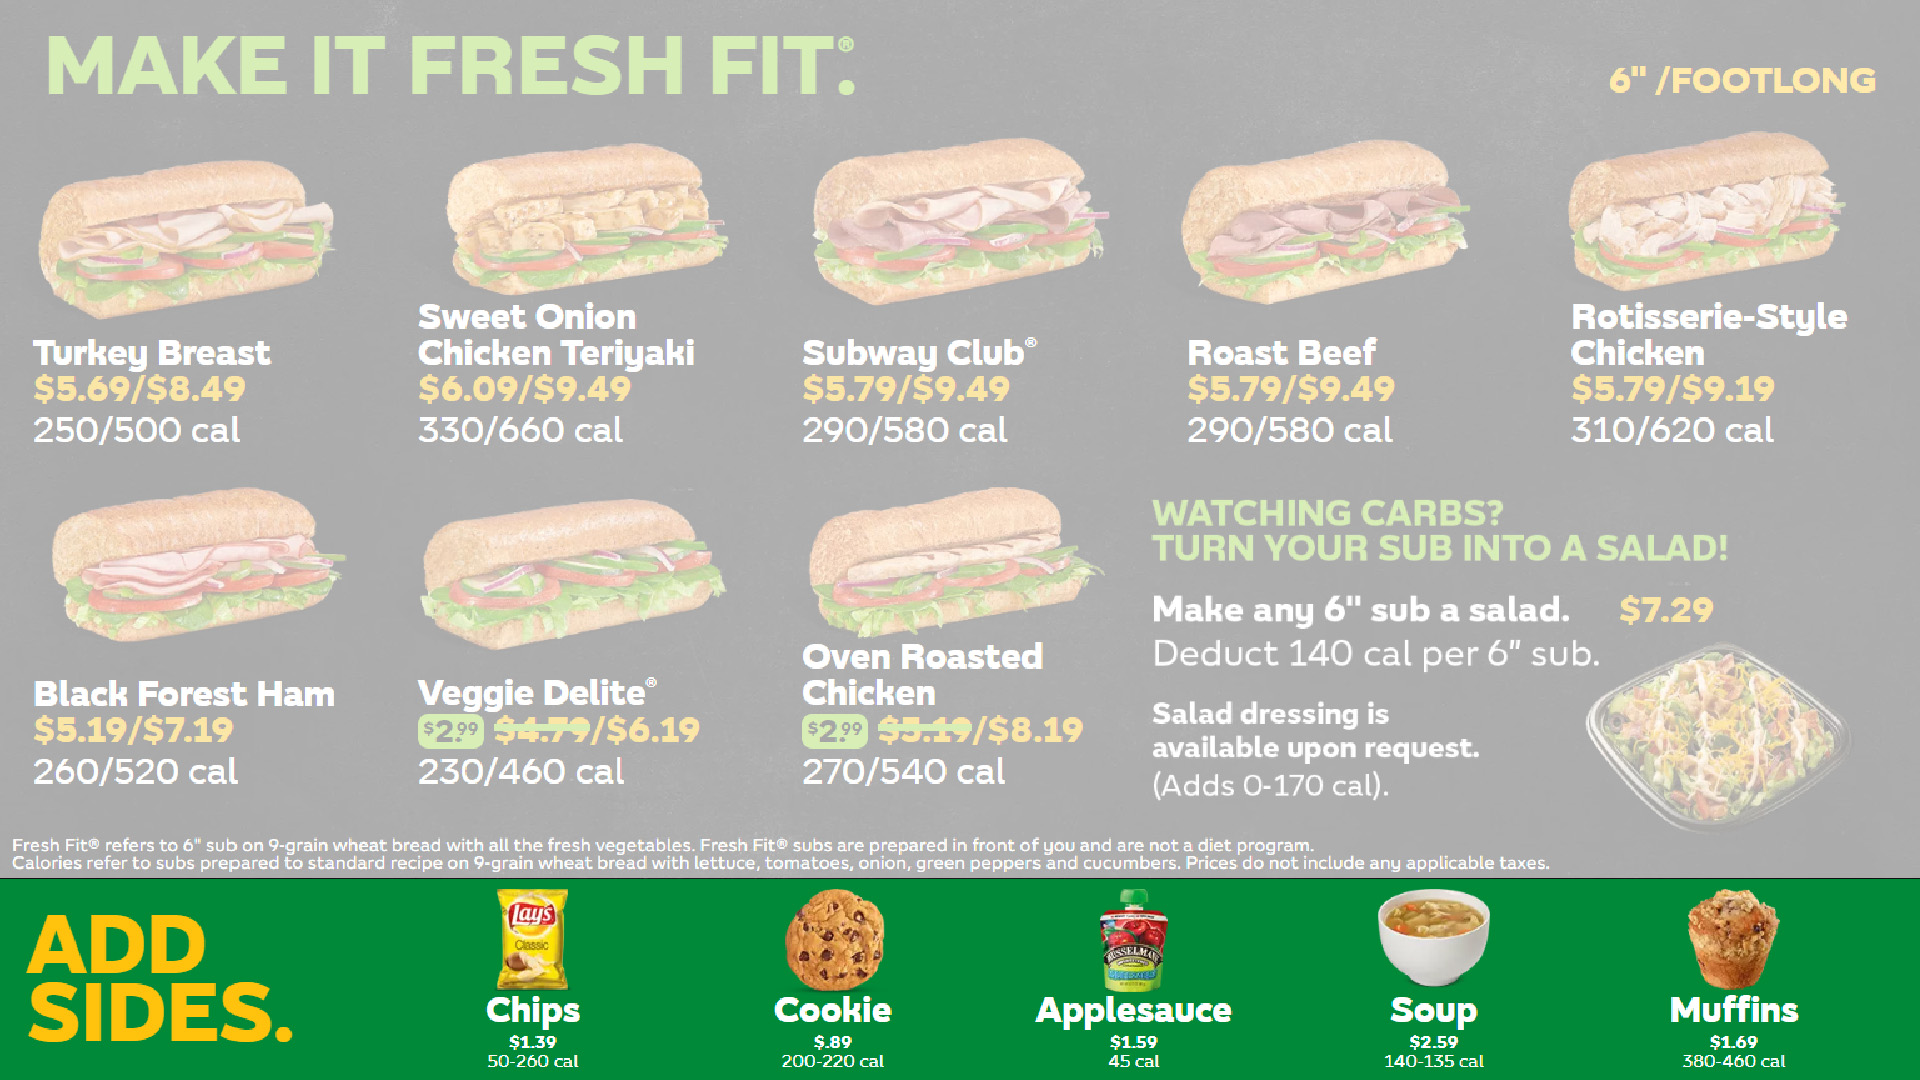 MAKE IT FRESH FIT®.
6" /FOOTLONG
Turkey Breast
$5.69/$8.49
250/500 cal
Sweet Onion
Chicken Teriyaki
$6.09/$9.49
330/660 cal
Subway Club®
$5.79/$9.49
290/580 cal
Roast Beef
$5.79/$9.49
290/580 cal
Rotisserie-Style
Chicken
$5.79/$9.19
310/620 cal
Black Forest Ham
$5.19/$7.19
260/520 cal
Veggie Delite®
$2.99 $4.79/$6.19
230/460 cal
Oven Roasted
Chicken
$2.99 $5.19/$8.19
270/540 cal
WATCHING CARBS?
TURN YOUR SUB INTO A SALAD!
Make any 6" sub a salad. $7.29
Deduct 140 cal per 6" sub.
Salad dressing is
available upon request.
(Adds 0-170 cal).
Fresh Fit® refers to 6" sub on 9-grain wheat bread with all the fresh vegetables. Fresh Fit® subs are prepared in front of you and are not a diet program.
Calories refer to subs prepared to standard recipe on 9-grain wheat bread with lettuce, tomatoes, onion, green peppers and cucumbers. Prices do not include any applicable taxes.
ADD
SIDES.
Lay's
Classic
Chips
$1.39
50-260 cal
Cookie
$.89
200-220 cal
MUSSELMAN'S
Applesauce
$1.59
45 cal
Soup
$2.59
140-135 cal
Muffins
$1.69
380-460 cal